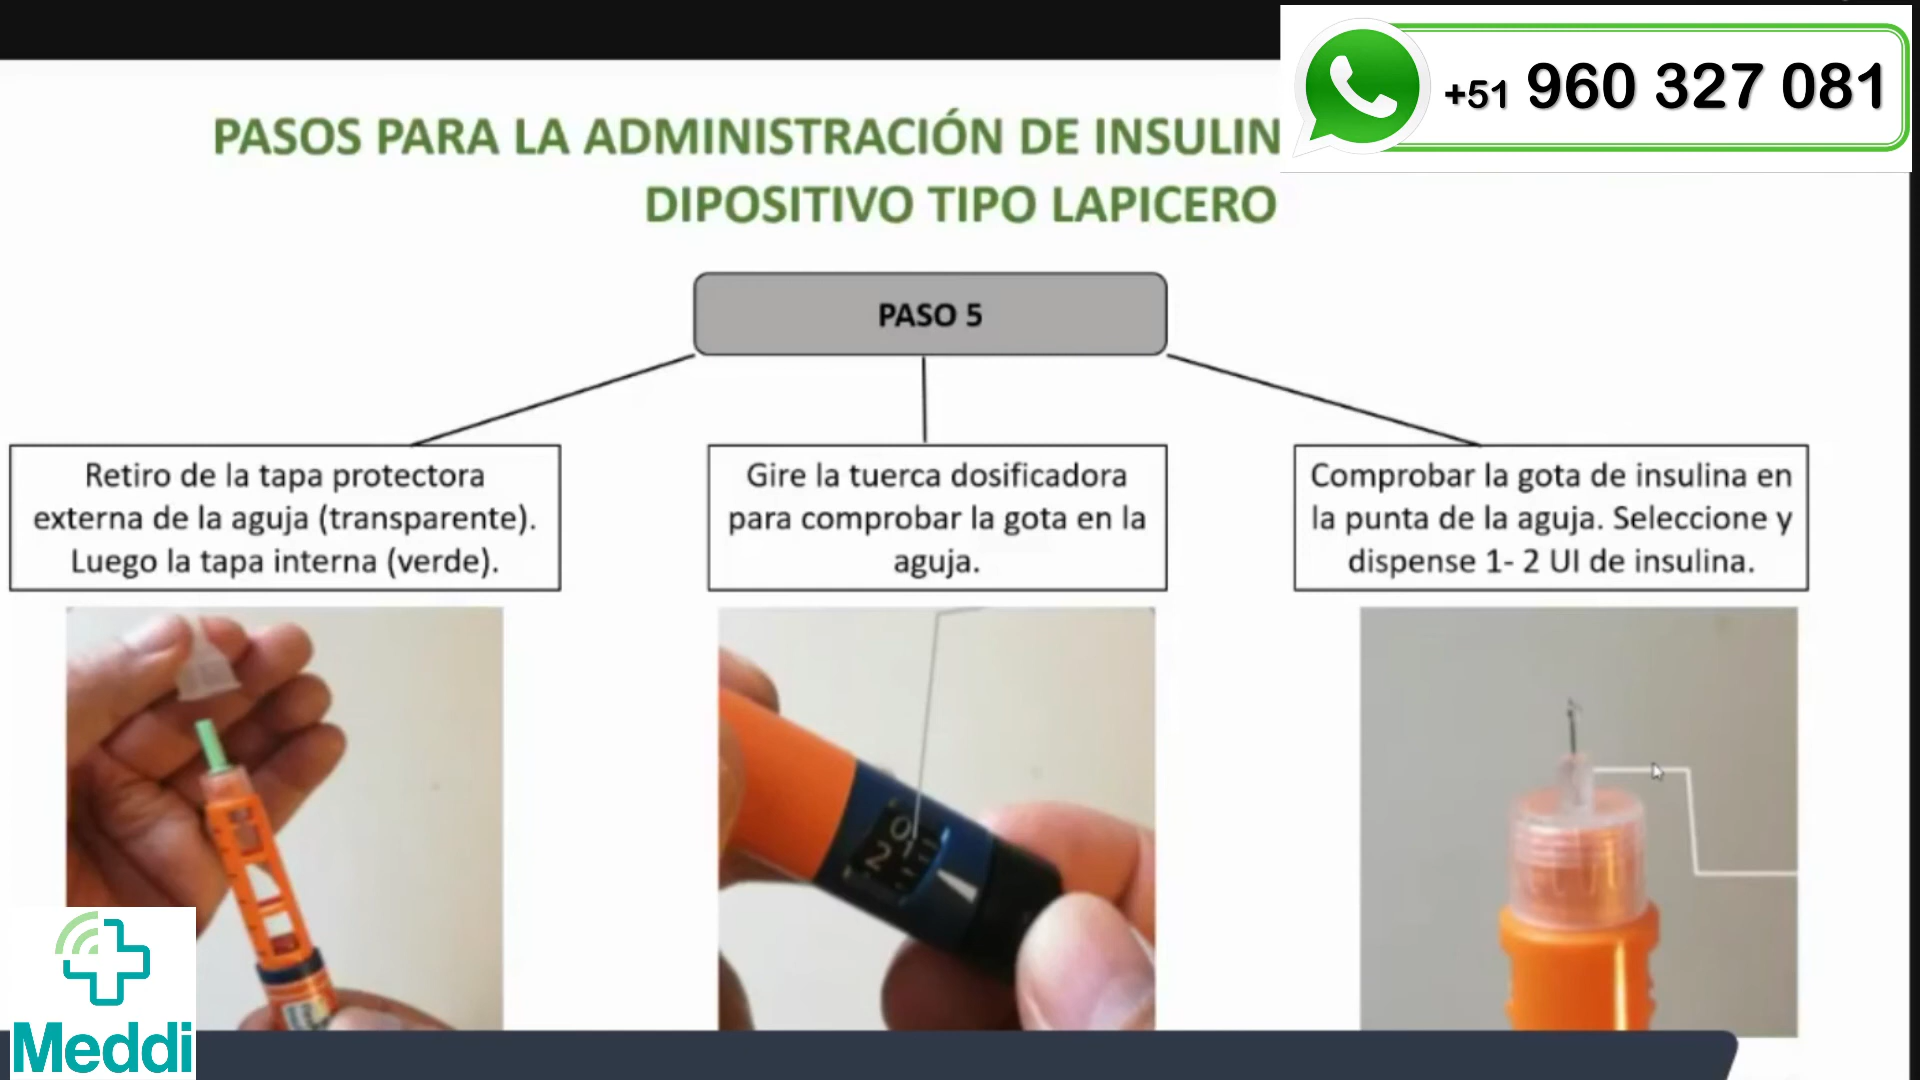 +51 960 327 081
PASOS PARA LA ADMINISTRACIÓN DE INSULIN
DIPOSITIVO TIPO LAPICERO
PASO 5
Retiro de la tapa protectora
externa de la aguja (transparente).
Luego la tapa interna (verde).
Gire la tuerca dosificadora
para comprobar la gota en la
aguja.
Comprobar la gota de insulina en
la punta de la aguja. Seleccione y
dispense 1- 2 UI de insulina.
0
2
Meddi